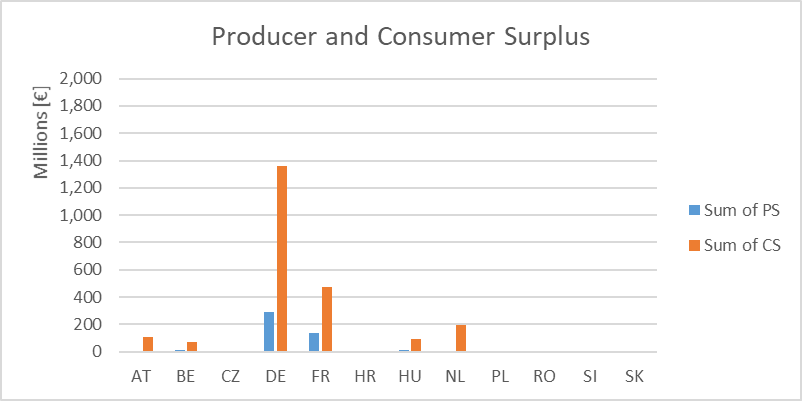 Producer and Consumer Surplus
Millions [€]
2,000
1,800
1,600
1,400
1,200
1,000
800
600
400
200
0
AT BE CZ DE FR HR HU NL PL RO SI SK
Sum of PS
Sum of CS